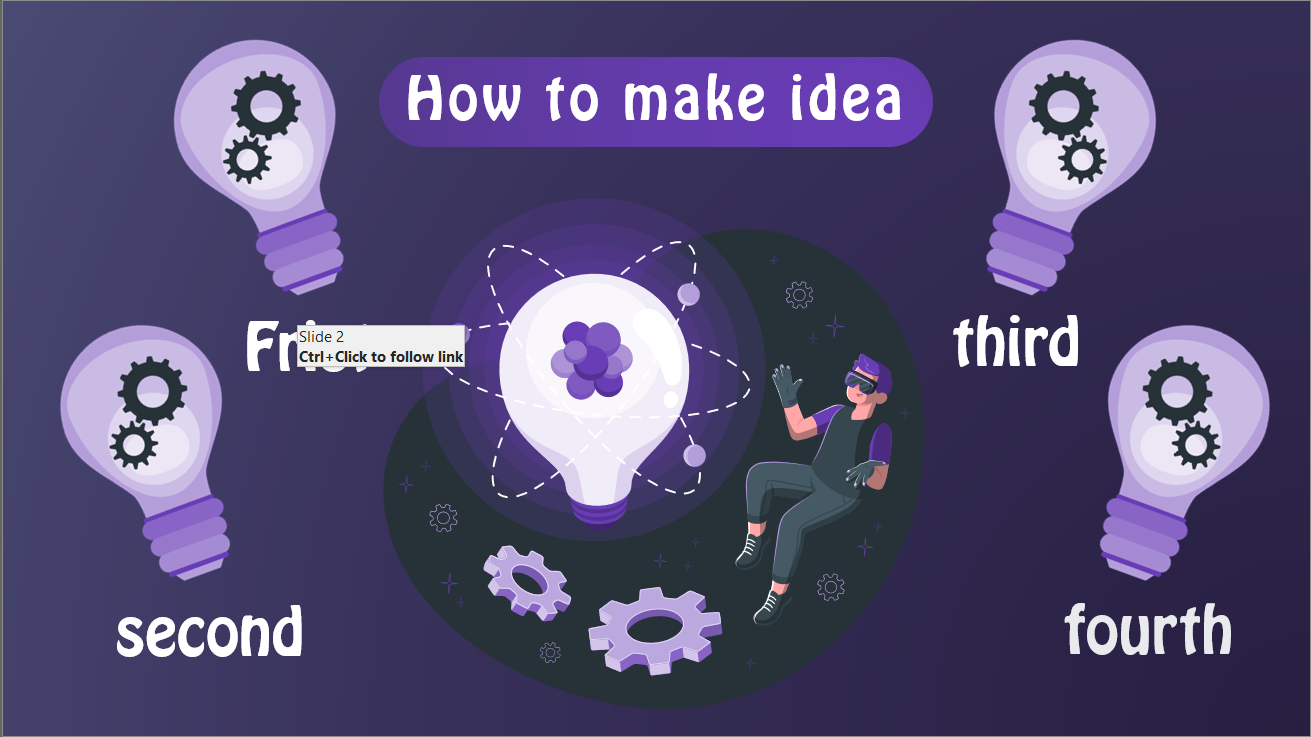 How to make idea
Slide 2
Ctrl+Click to follow link
third
second
fourth